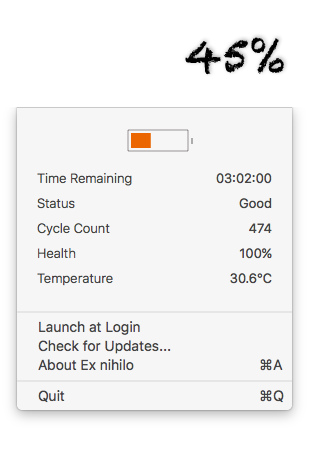 45%
Time Remaining 03:02:00
Status Good
Cycle Count 474
Health 100%
Temperature 30.6°C
Launch at Login
Check for Updates...
About Ex nihilo ⌘A
Quit ⌘Q